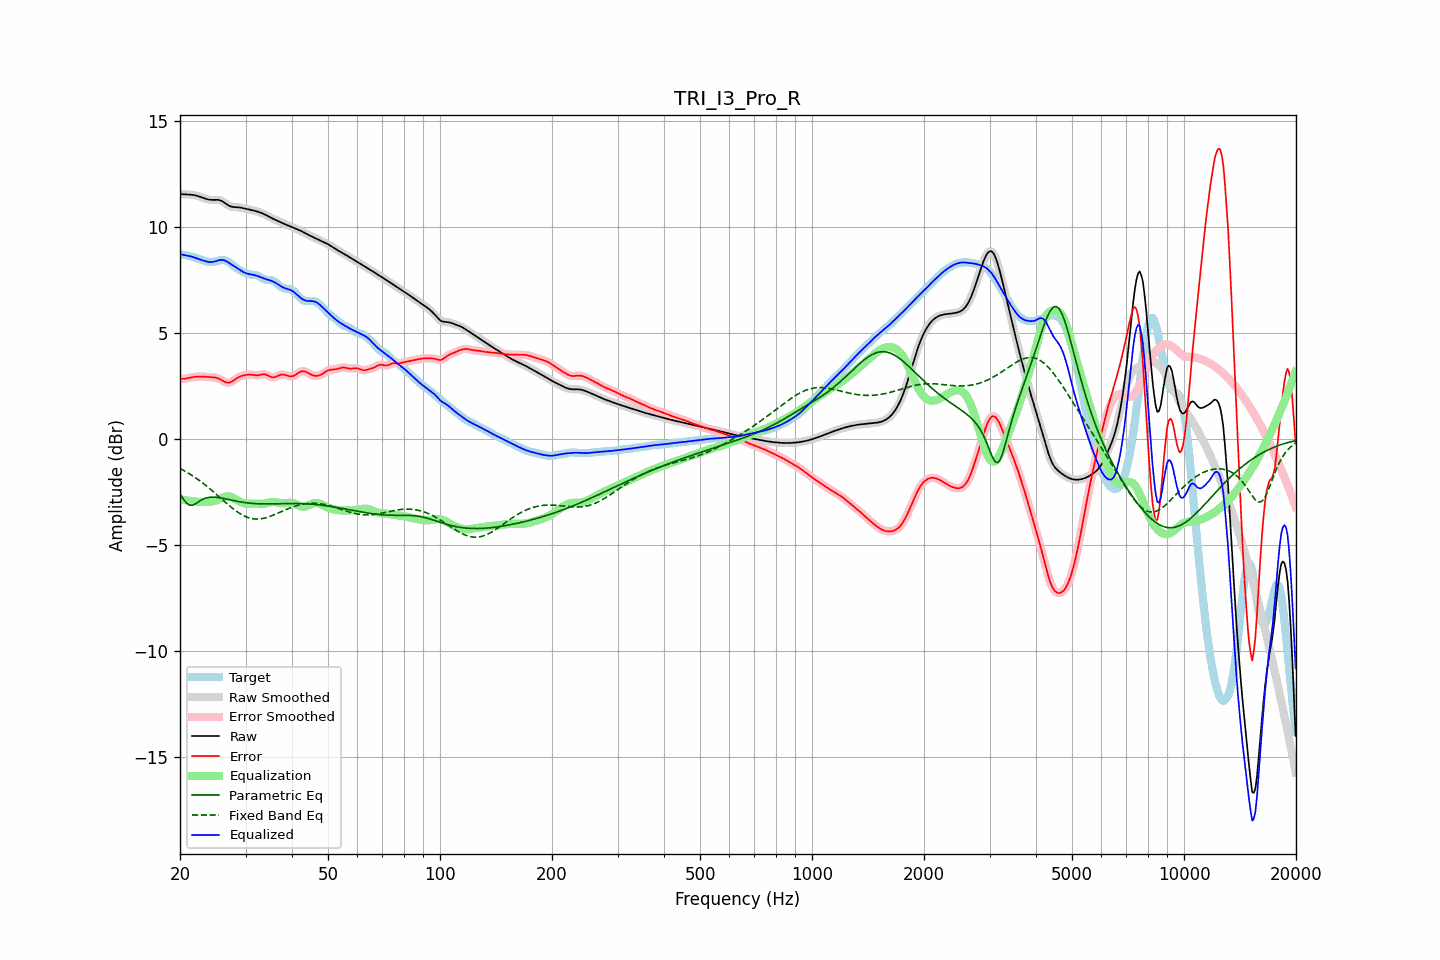 TRI_I3_Pro_R
Amplitude (dBr)
15
10
5
0
−5
−10
−15
Target
Raw Smoothed
Error Smoothed
Raw
Error
Equalization
Parametric Eq
Fixed Band Eq
Equalized
20 50 100 200 500 1000 2000 5000 10000 20000
Frequency (Hz)